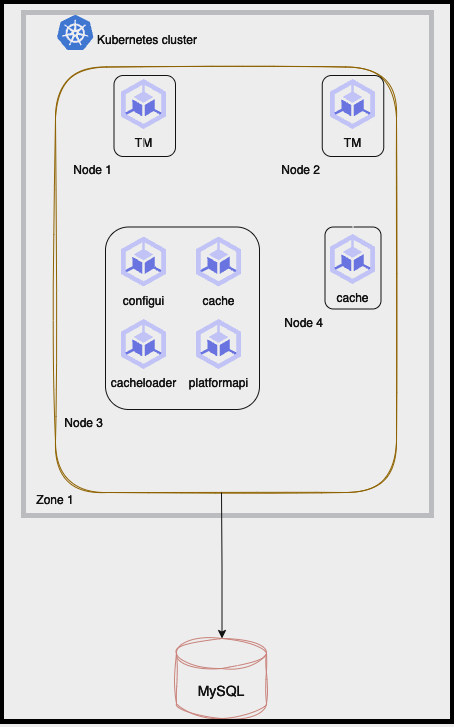 Kubernetes cluster
TM
TM
Node 1
Node 2
configui
cache
cache
Node 4
cacheloader
platformapi
Node 3
Zone 1
MySQL